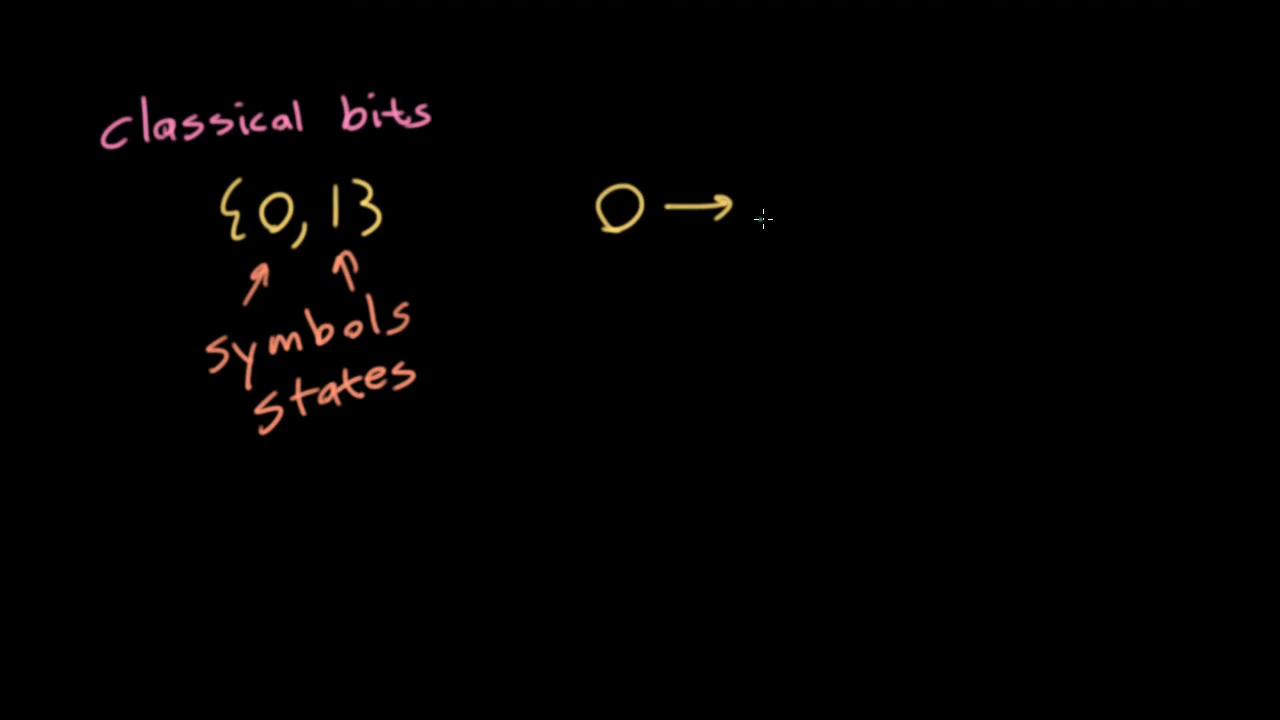 classical bits
{0, 1} 0 →
symbols
states